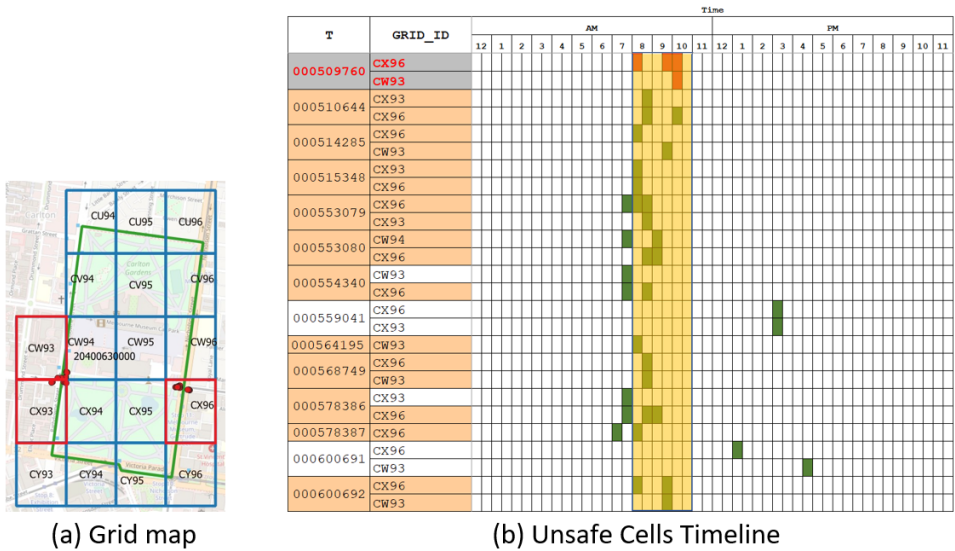 Time
T GRID_ID AM PM
12 1 2 3 4 5 6 7 8 9 10 11 12 1 2 3 4 5 6 7 8 9 10 11
000509760 CX96
CW93
000510644 CX93
CX96
000514285 CX96
CW93
000515348 CX93
CX96
000553079 CX96
CX93
000553080 CW94
CX96
000554340 CW93
CX96
000559041 CX96
CX93
000564195 CW93
000568749 CX96
CW93
000578386 CX93
CX96
000578387 CX96
000600691 CX96
CW93
000600692 CX96
CW93
CU94 CU95 CU96
Carlton
Carlton
Gardens
CV94 CV95 CV96
CW93 CW94 CW95 CW96
20400630000
CX93 CX94 CX95 CX96
Victoria Parade
CY93 CY94 CY95 CY96
(a) Grid map
(b) Unsafe Cells Timeline